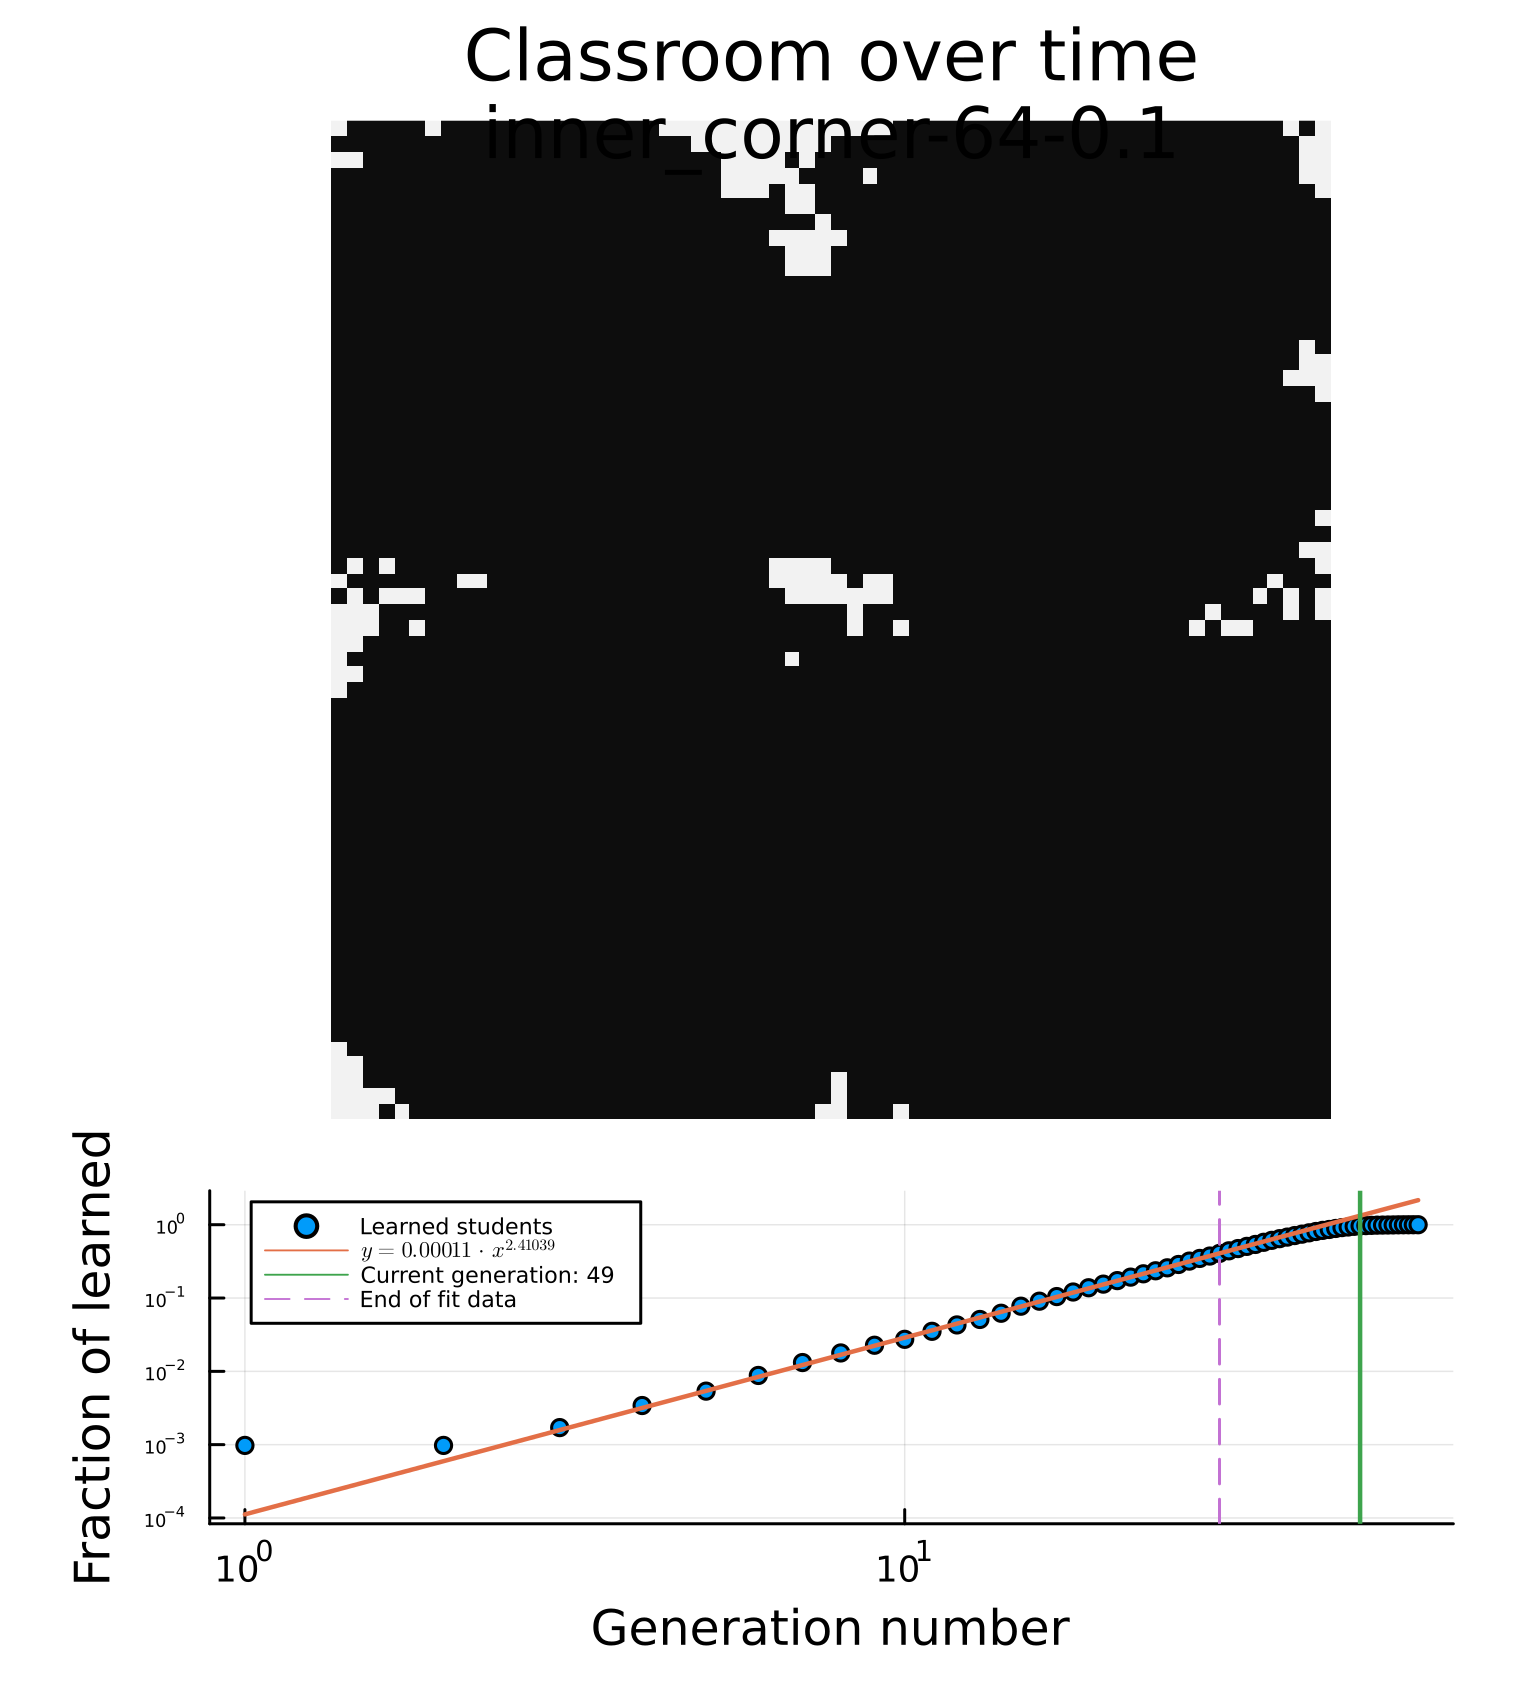 Classroom over time
inner_corner-64-0.1
Fraction of learned
10⁰
10⁻¹
10⁻²
10⁻³
10⁻⁴
Learned students
y = 0.00011 · x^2.41039
Current generation: 49
End of fit data
10⁰
10¹
Generation number